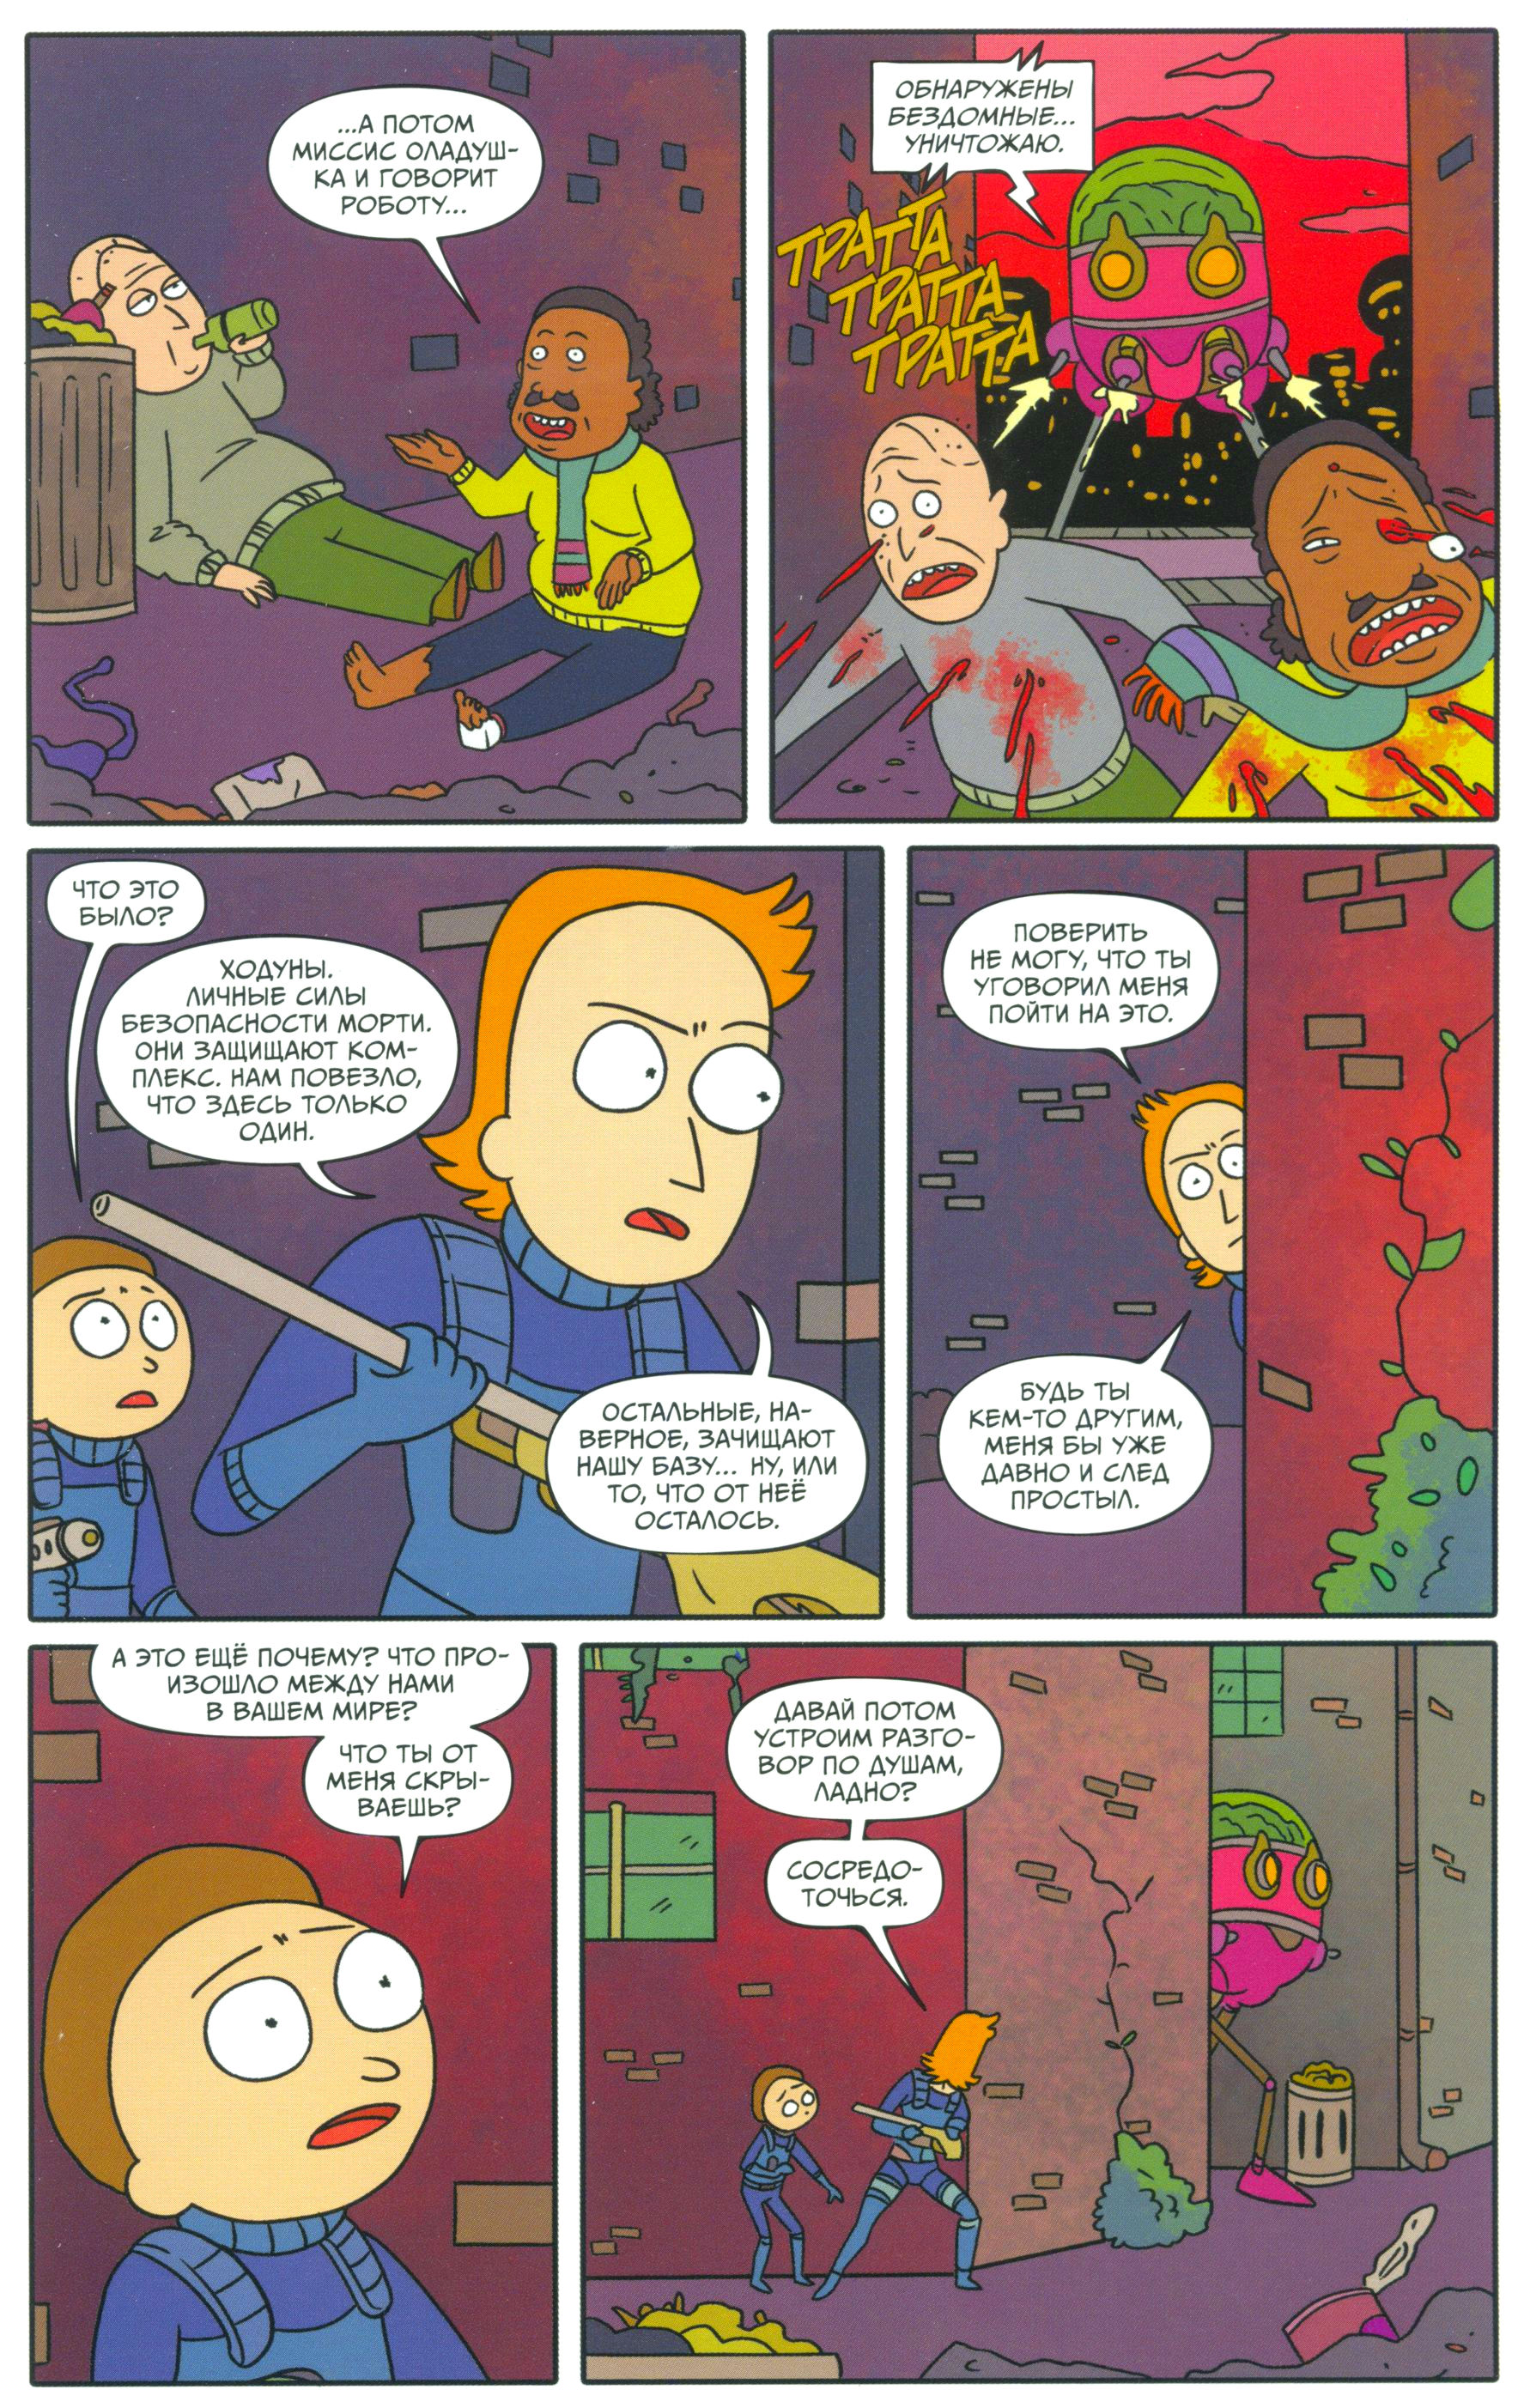 ...А ПОТОМ
МИССИС ОЛАДУШ-
КА И ГОВОРИТ
РОБОТУ...
ОБНАРУЖЕНЫ
БЕЗДОМНЫЕ...
УНИЧТОЖАЮ.
ТРАТТА
ТРАТТА
ТРАТТА
ЧТО ЭТО
БЫЛО?
ХОДУНЫ.
ЛИЧНЫЕ СИЛЫ
БЕЗОПАСНОСТИ МОРТИ.
ОНИ ЗАЩИЩАЮТ КОМ-
ПЛЕКС. НАМ ПОВЕЗЛО,
ЧТО ЗДЕСЬ ТОЛЬКО
ОДИН.
ОСТАЛЬНЫЕ, НА-
ВЕРНОЕ, ЗАЧИЩАЮТ
НАШУ БАЗУ... НУ, ИЛИ
ТО, ЧТО ОТ НЕЁ
ОСТАЛОСЬ.
ПОВЕРИТЬ
НЕ МОГУ, ЧТО ТЫ
УГОВОРИЛ МЕНЯ
ПОЙТИ НА ЭТО.
БУДЬ ТЫ
КЕМ-ТО ДРУГИМ,
МЕНЯ БЫ УЖЕ
ДАВНО И СЛЕД
ПРОСТЫЛ.
А ЭТО ЕЩЁ ПОЧЕМУ? ЧТО ПРО-
ИЗОШЛО МЕЖДУ НАМИ
В ВАШЕМ МИРЕ?
ЧТО ТЫ ОТ
МЕНЯ СКРЫ-
ВАЕШЬ?
ДАВАЙ ПОТОМ
УСТРОИМ РАЗГО-
ВОР ПО ДУШАМ,
ЛАДНО?
СОСРЕДО-
ТОЧЬСЯ.